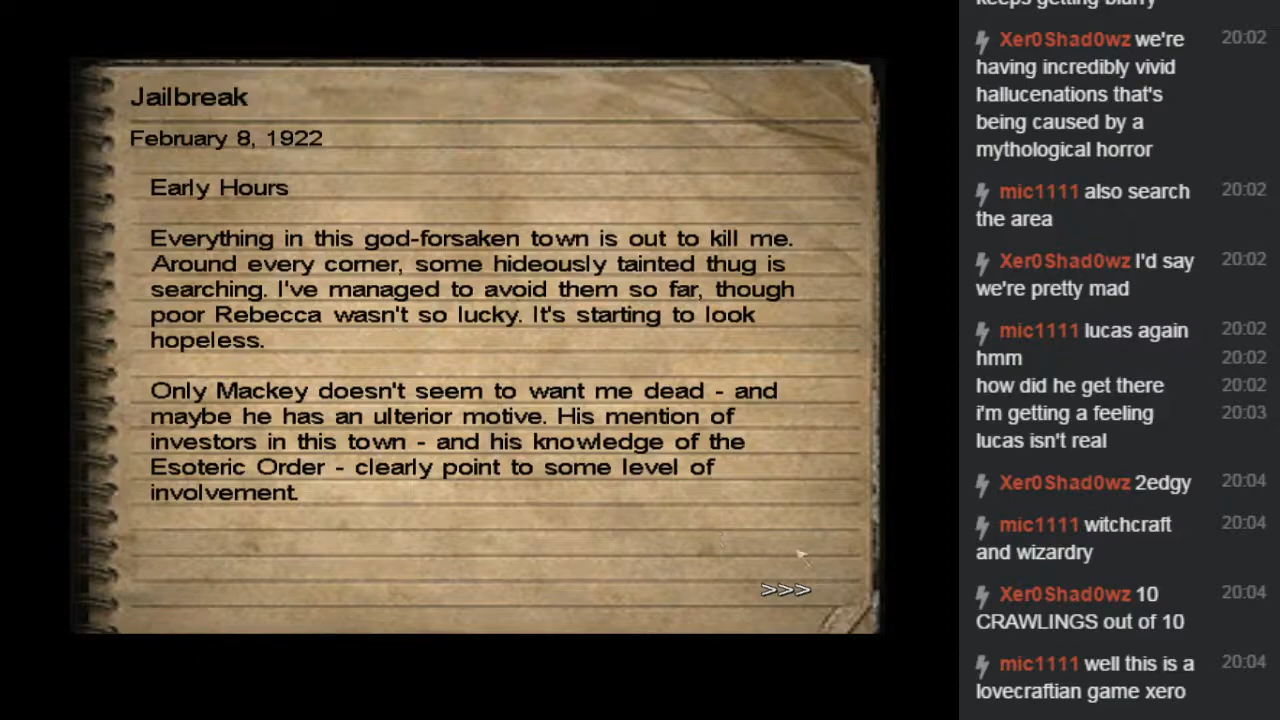 Jailbreak
February 8, 1922
Early Hours
Everything in this god-forsaken town is out to kill me.
Around every corner, some hideously tainted thug is
searching. I've managed to avoid them so far, though
poor Rebecca wasn't so lucky. It's starting to look
hopeless.
Only Mackey doesn't seem to want me dead - and
maybe he has an ulterior motive. His mention of
investors in this town - and his knowledge of the
Esoteric Order - clearly point to some level of
involvement.
>>>
keeps getting blurry
Xer0Shad0wz we're 20:02
having incredibly vivid
hallucenations that's
being caused by a
mythological horror
mic1111 also search 20:02
the area
Xer0Shad0wz I'd say 20:02
we're pretty mad
mic1111 lucas again 20:02
hmm 20:02
how did he get there 20:02
i'm getting a feeling 20:03
lucas isn't real
Xer0Shad0wz 2edgy 20:04
mic1111 witchcraft 20:04
and wizardry
Xer0Shad0wz 10 20:04
CRAWLINGS out of 10
mic1111 well this is a 20:04
lovecraftian game xero